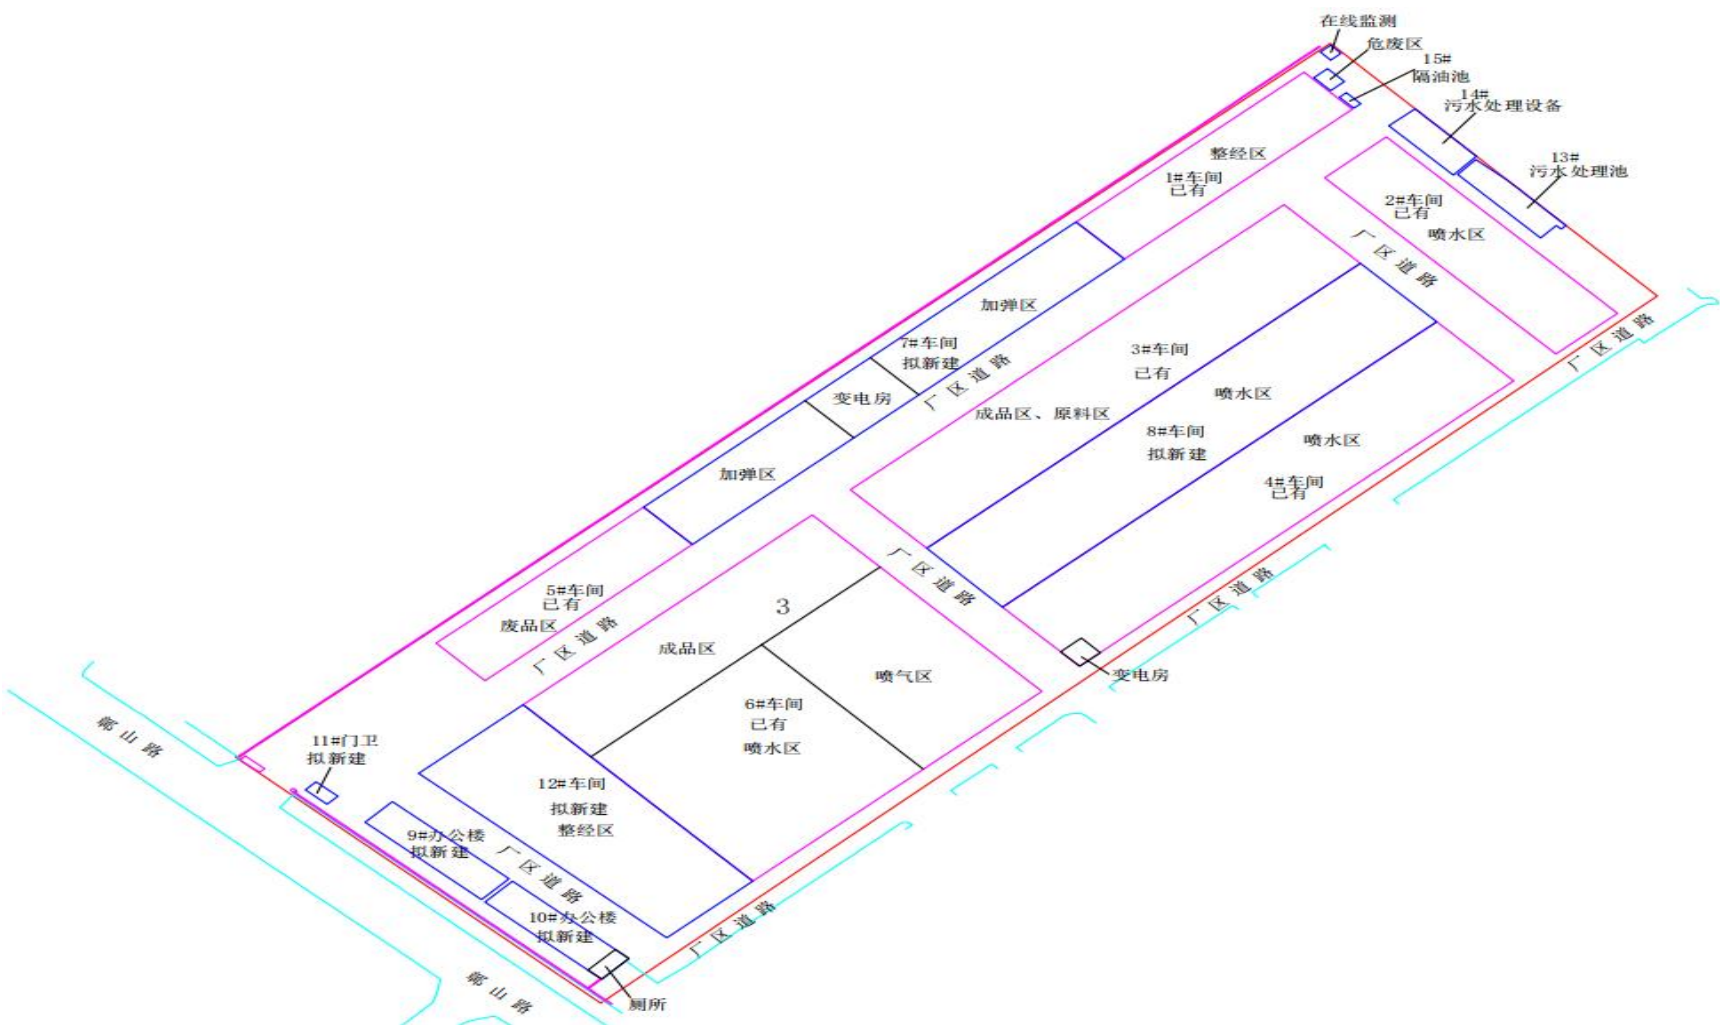 在线监测
危废区
15#
隔油池
14#
污水处理设备
13#
污水处理池
整经区
1#车间
已有
2#车间
已有
喷水区
厂区道路
加弹区
7#车间
拟新建
变电房
加弹区
厂区道路
3#车间
已有
成品区、原料区
喷水区
8#车间
拟新建
喷水区
4#车间
已有
厂区道路
厂区道路
厂区道路
变电房
5#车间
已有
废品区
厂区道路
3
成品区
喷气区
6#车间
已有
喷水区
12#车间
拟新建
整经区
11#门卫
拟新建
9#办公楼
拟新建
厂区道路
10#办公楼
拟新建
厂区道路
厕所
鄣山路
鄣山路